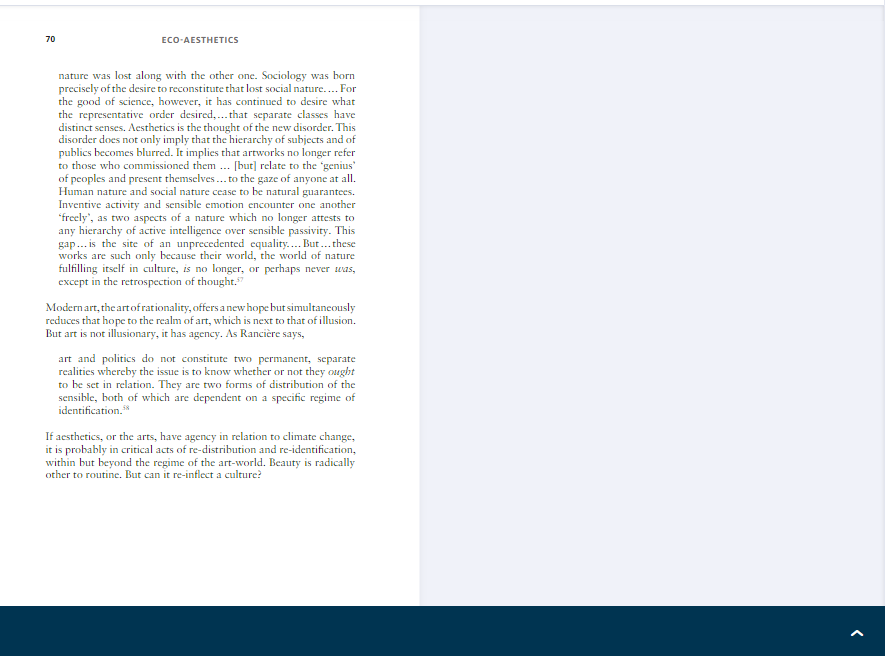 70
ECO-AESTHETICS
nature was lost along with the other one. Sociology was born
precisely of the desire to reconstitute that lost social nature.… For
the good of science, however, it has continued to desire what
the representative order desired,… that separate classes have
distinct senses. Aesthetics is the thought of the new disorder. This
disorder does not only imply that the hierarchy of subjects and of
publics becomes blurred. It implies that artworks no longer refer
to those who commissioned them … [but] relate to the ‘genius’
of peoples and present themselves … to the gaze of anyone at all.
Human nature and social nature cease to be natural guarantees.
Inventive activity and sensible emotion encounter one another
‘freely’, as two aspects of a nature which no longer attests to
any hierarchy of active intelligence over sensible passivity. This
gap … is the site of an unprecedented equality.… But … these
works are such only because their world, the world of nature
fulfilling itself in culture, is no longer, or perhaps never was,
except in the retrospection of thought.57
Modern art, the art of rationality, offers a new hope but simultaneously
reduces that hope to the realm of art, which is next to that of illusion.
But art is not illusionary, it has agency. As Rancière says,
art and politics do not constitute two permanent, separate
realities whereby the issue is to know whether or not they ought
to be set in relation. They are two forms of distribution of the
sensible, both of which are dependent on a specific regime of
identification.58
If aesthetics, or the arts, have agency in relation to climate change,
it is probably in critical acts of re-distribution and re-identification,
within but beyond the regime of the art-world. Beauty is radically
other to routine. But can it re-inflect a culture?